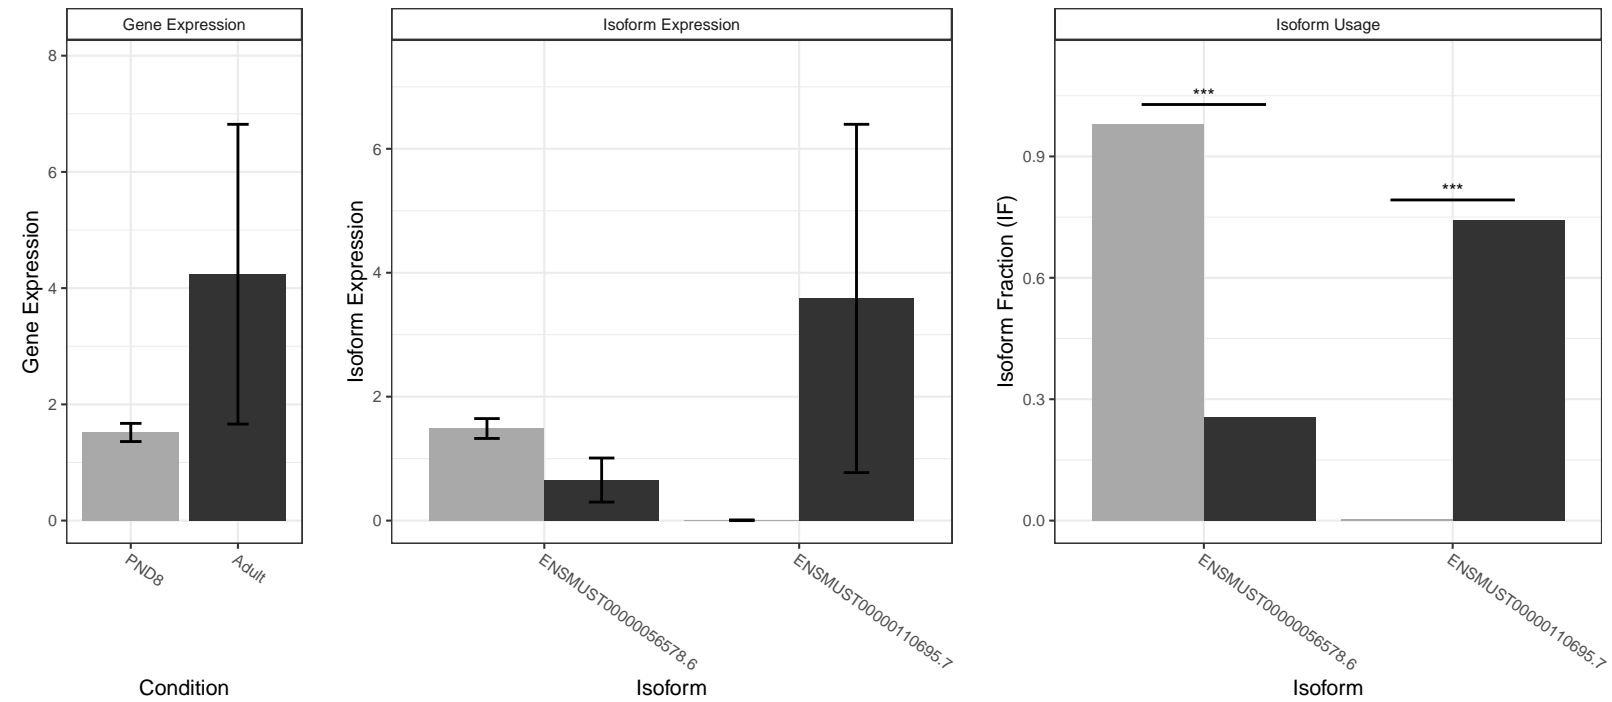 Gene Expression
Gene Expression
8
6
4
2
0
PND8
Adult
Condition
Isoform Expression
Isoform Expression
6
4
2
0
ENSMUST00000056578.6
ENSMUST00000110695.7
Isoform
Isoform Usage
Isoform Fraction (IF)
0.9
0.6
0.3
0.0
***
***
ENSMUST00000056578.6
ENSMUST00000110695.7
Isoform